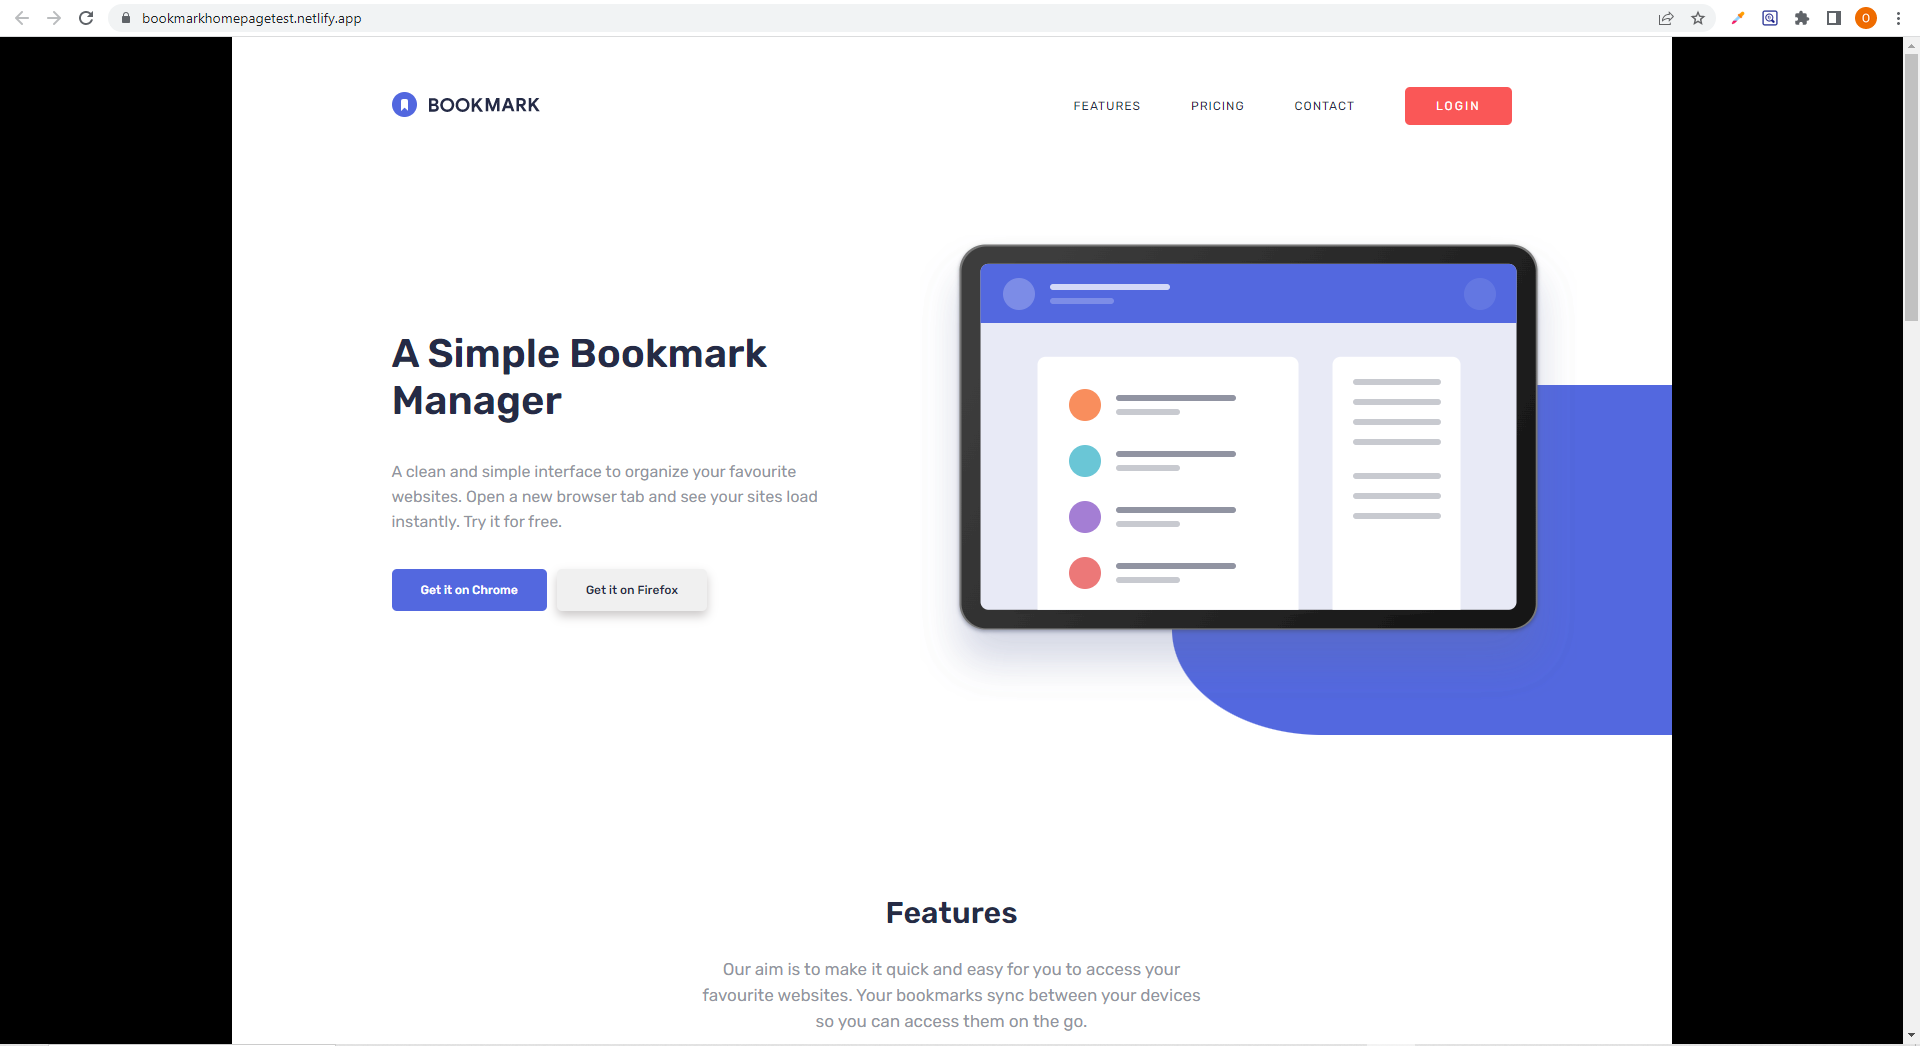 bookmarkhomepagetest.netlify.app
O
BOOKMARK
FEATURES
PRICING
CONTACT
LOGIN
A Simple Bookmark
Manager
A clean and simple interface to organize your favourite
websites. Open a new browser tab and see your sites load
instantly. Try it for free.
Get it on Chrome
Get it on Firefox
Features
Our aim is to make it quick and easy for you to access your
favourite websites. Your bookmarks sync between your devices
so you can access them on the go.